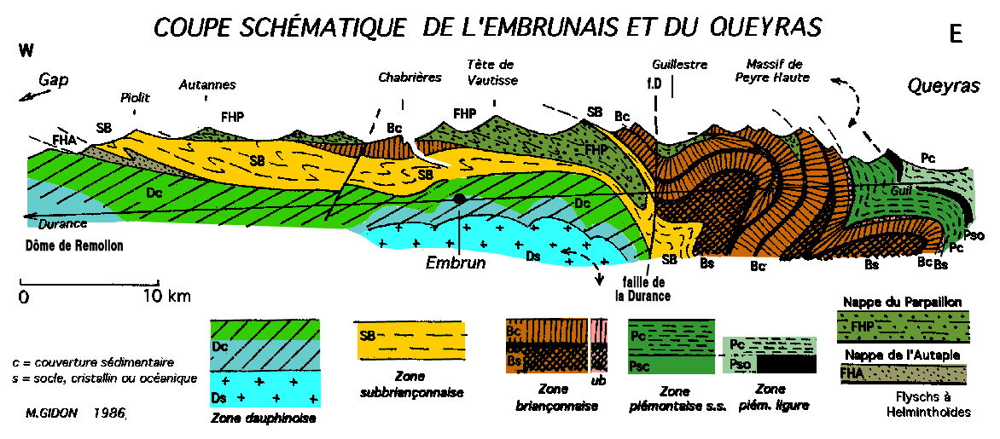 COUPE SCHÉMATIQUE DE L'EMBRUNAIS ET DU QUEYRAS
W
E
Gap
Piolit
Autannes
Chabrières
Tête de
Vautisse
Guillestre
f.D
Massif de
Peyre Haute
Queyras
FHA
SB
FHP
Bc
FHP
SB
Bc
Pc
SB
SB
FHP
Dc
Dc
Guil
Durance
Dôme de Remollon
Embrun
Ds
SB
Bs
Bc
Bs
Bc
Bs
Pc
Pso
faille de
la Durance
0
10 km
Dc
Ds
Zone dauphinoise
SB
Zone
subbriançonnaise
Bc
Bs
ub
Zone
briançonnaise
Pc
Psc
Zone
piémontaise s.s.
Pc
Pso
Zone
piém. ligure
Nappe du Parpaillon
FHP
Nappe de l'Autapie
FHA
Flyschs à
Helminthoïdes
c = couverture sédimentaire
s = socle, cristallin ou océanique
M.GIDON 1986